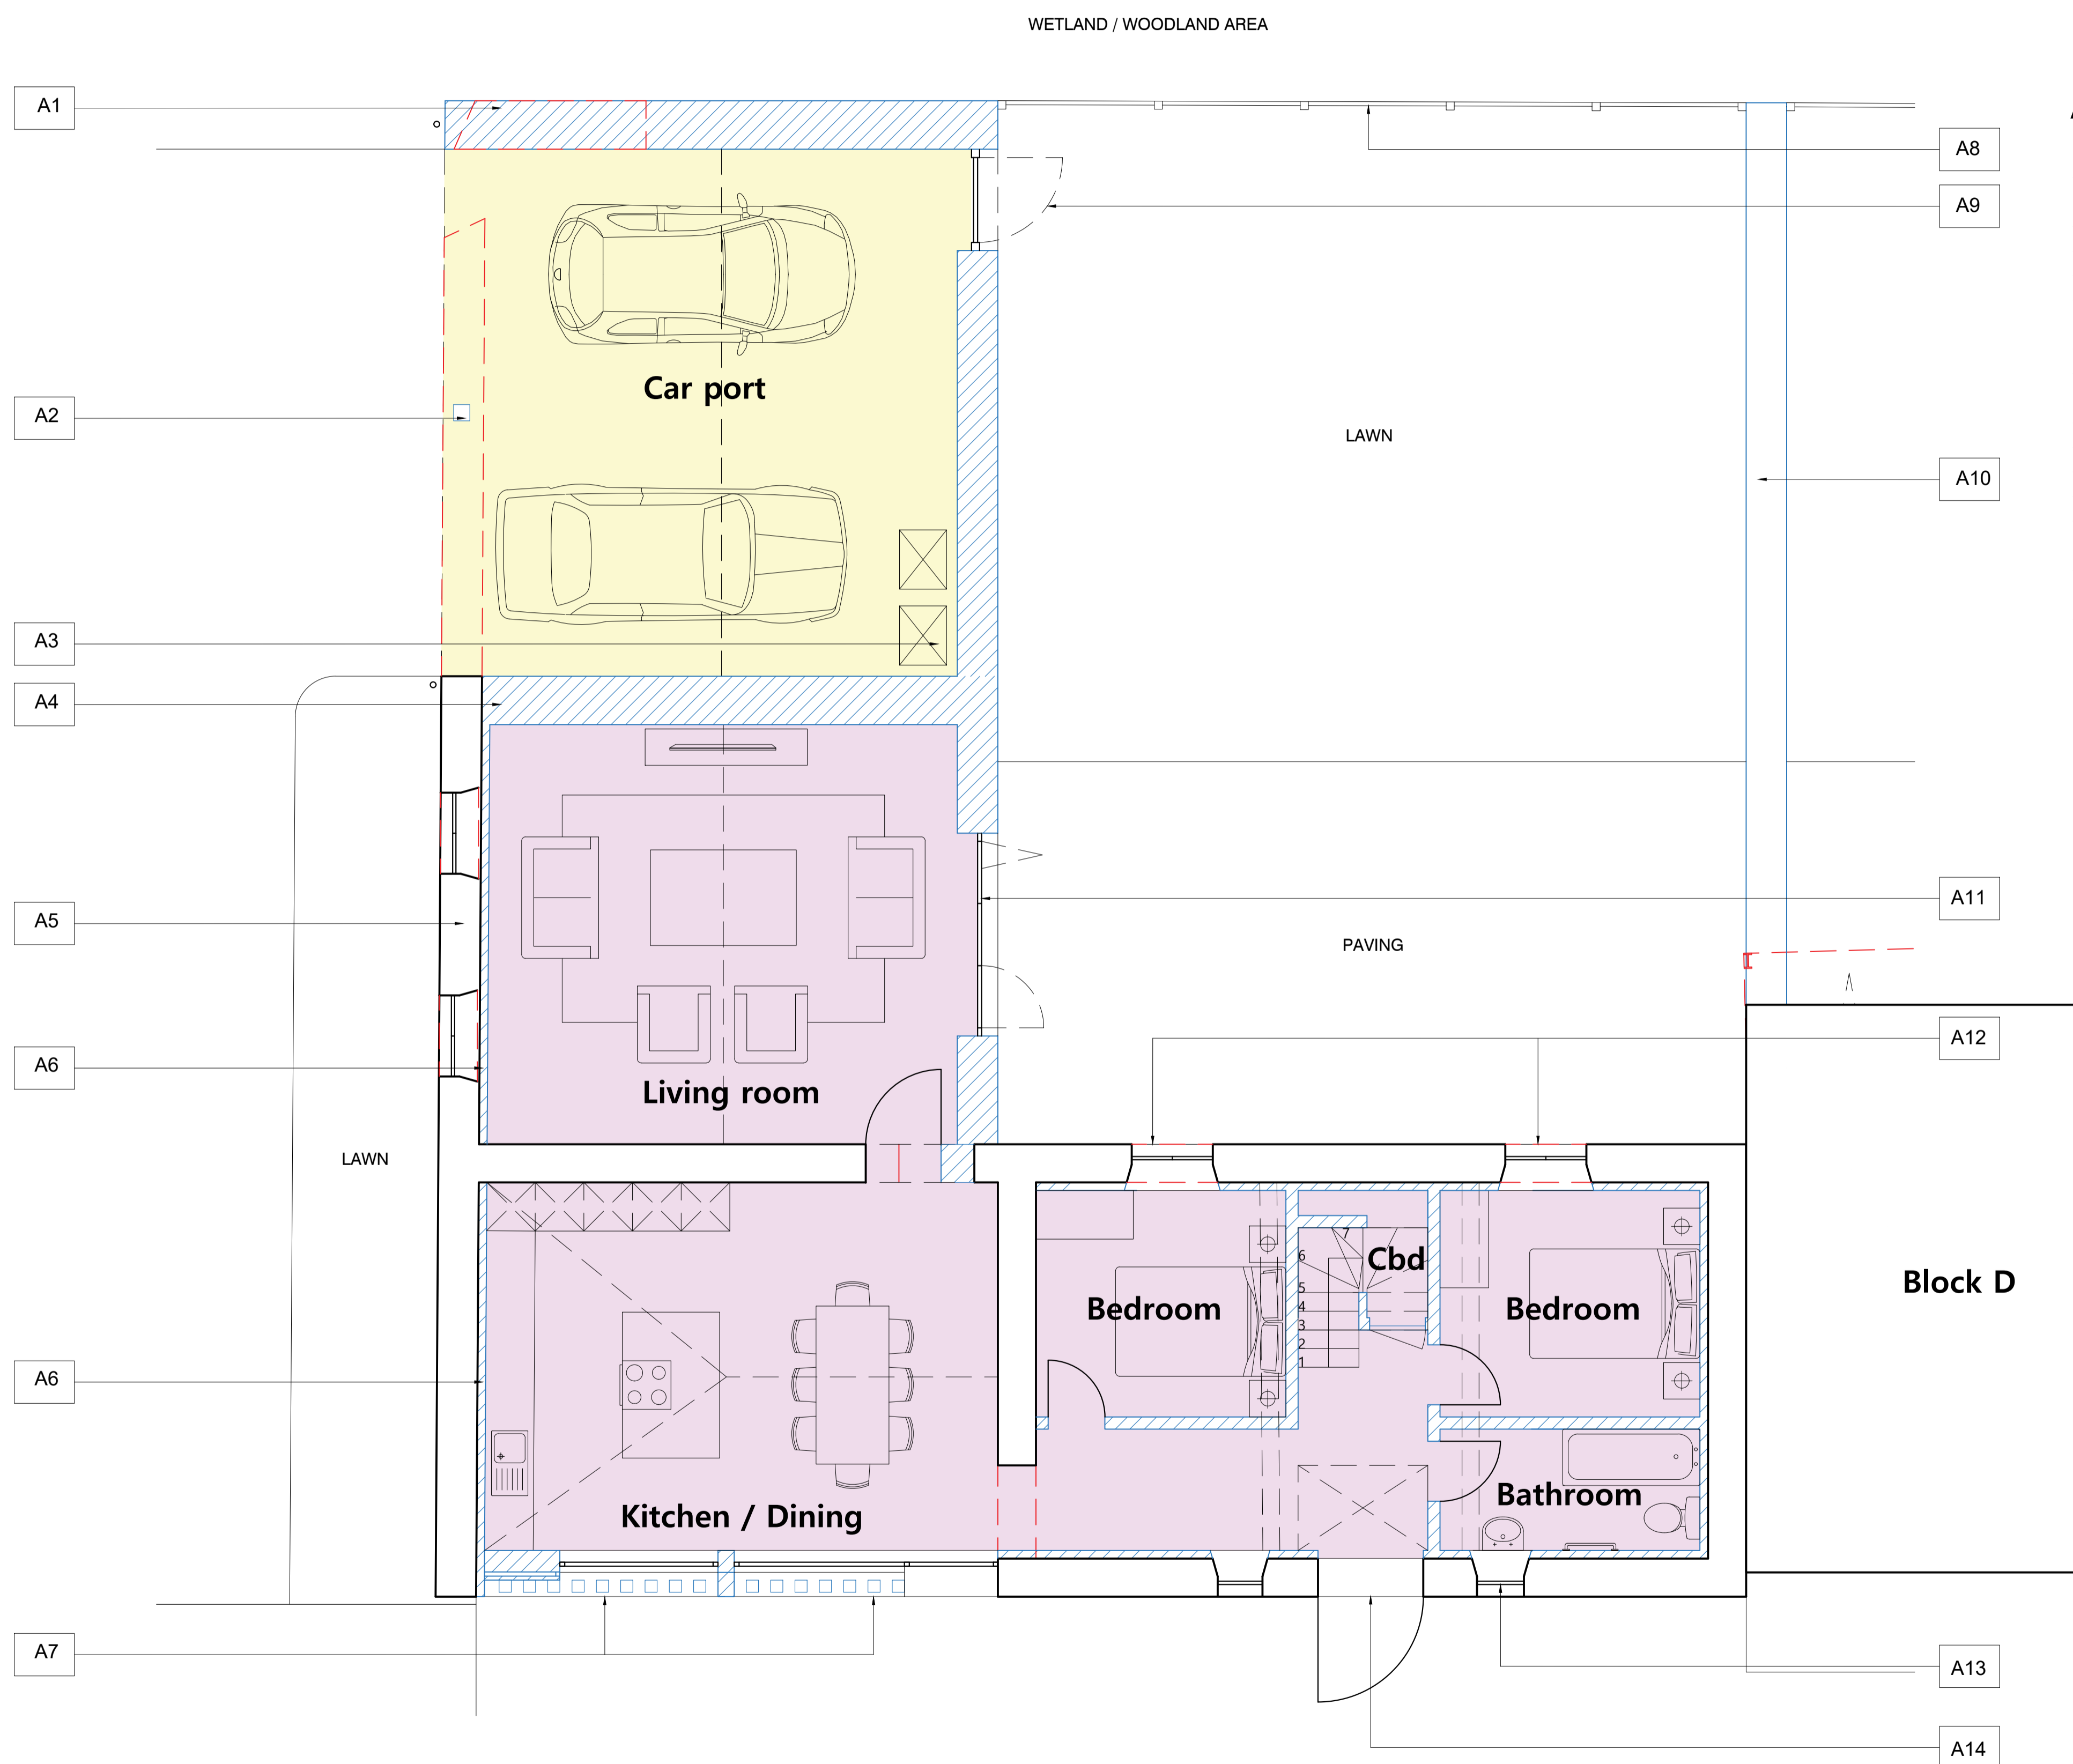 WETLAND / WOODLAND AREA
A1
A8
A9
Car port
A2
LAWN
A10
A3
A4
A11
A5
PAVING
A12
A6
Living room
LAWN
7
Cbd
6
5
4
3
2
1
Bedroom
Bedroom
Block D
A6
Bathroom
Kitchen / Dining
A7
A13
A14